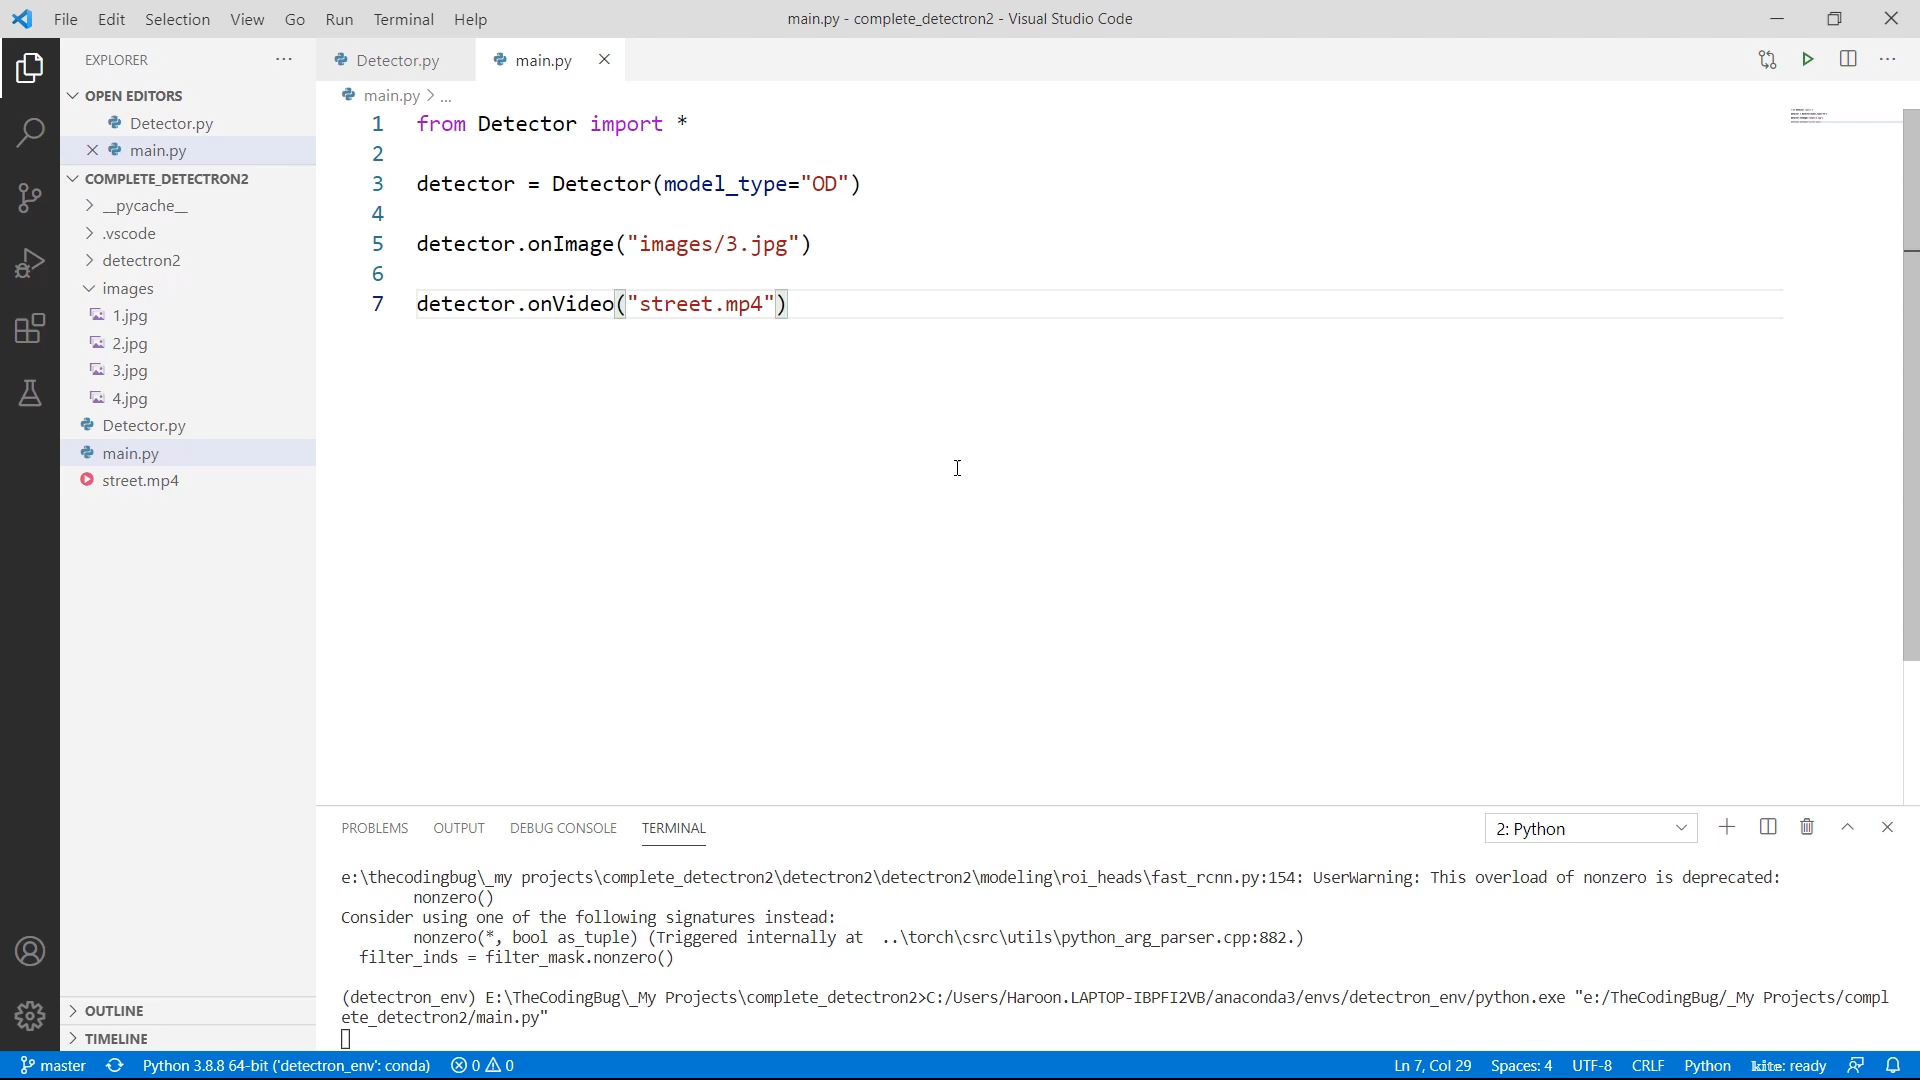 File Edit Selection View Go Run Terminal Help
main.py - complete_detectron2 - Visual Studio Code
EXPLORER
OPEN EDITORS
Detector.py
main.py
COMPLETE_DETECTRON2
__pycache__
.vscode
detectron2
images
1.jpg
2.jpg
3.jpg
4.jpg
Detector.py
main.py
street.mp4
OUTLINE
TIMELINE
Detector.py
main.py
main.py > ...
1 from Detector import *
2
3 detector = Detector(model_type="OD")
4
5 detector.onImage("images/3.jpg")
6
7 detector.onVideo("street.mp4")
PROBLEMS OUTPUT DEBUG CONSOLE TERMINAL
2: Python
e:\thecodingbug\_my projects\complete_detectron2\detectron2\detectron2\modeling\roi_heads\fast_rcnn.py:154: UserWarning: This overload of nonzero is deprecated:
nonzero()
Consider using one of the following signatures instead:
nonzero(*, bool as_tuple) (Triggered internally at ..\torch\csrc\utils\python_arg_parser.cpp:882.)
filter_inds = filter_mask.nonzero()
(detectron_env) E:\TheCodingBug\_My Projects\complete_detectron2>C:/Users/Haroon.LAPTOP-IBPFI2VB/anaconda3/envs/detectron_env/python.exe "e:/TheCodingBug/_My Projects/compl
ete_detectron2/main.py"
master Python 3.8.8 64-bit ('detectron_env': conda) 0 0 Ln 7, Col 29 Spaces: 4 UTF-8 CRLF Python kite: ready